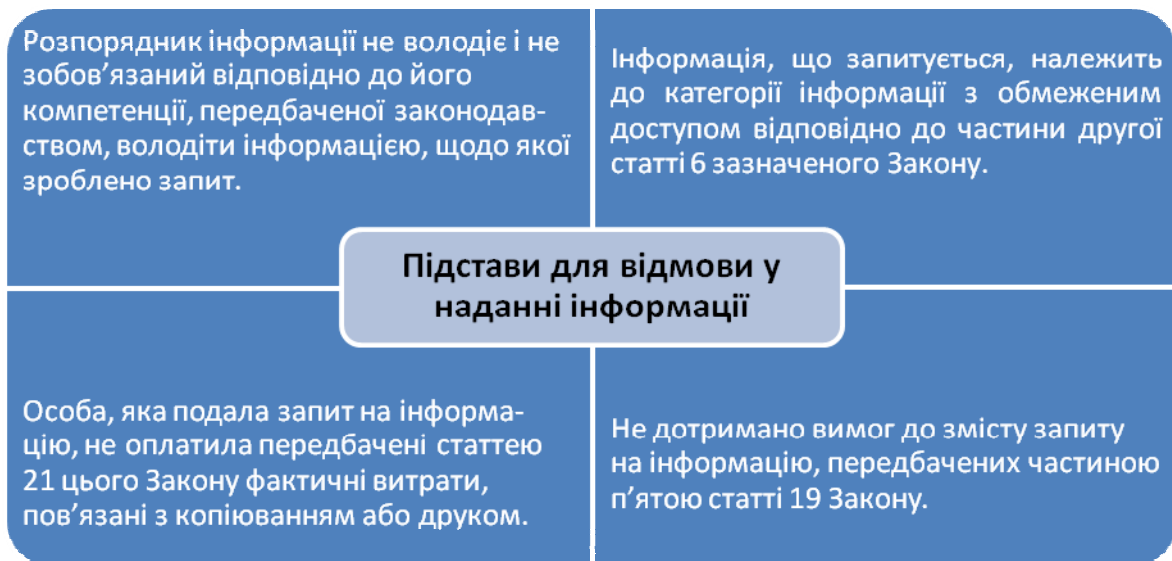 Розпорядник інформації не володіє і не
зобов’язаний відповідно до його
компетенції, передбаченої законодав-
ством, володіти інформацією, щодо якої
зроблено запит.
Інформація, що запитується, належить
до категорії інформації з обмеженим
доступом відповідно до частини другої
статті 6 зазначеного Закону.
Підстави для відмови у
наданні інформації
Особа, яка подала запит на інформа-
цію, не оплатила передбачені статтею
21 цього Закону фактичні витрати,
пов’язані з копіюванням або друком.
Не дотримано вимог до змісту запиту
на інформацію, передбачених частиною
п’ятою статті 19 Закону.